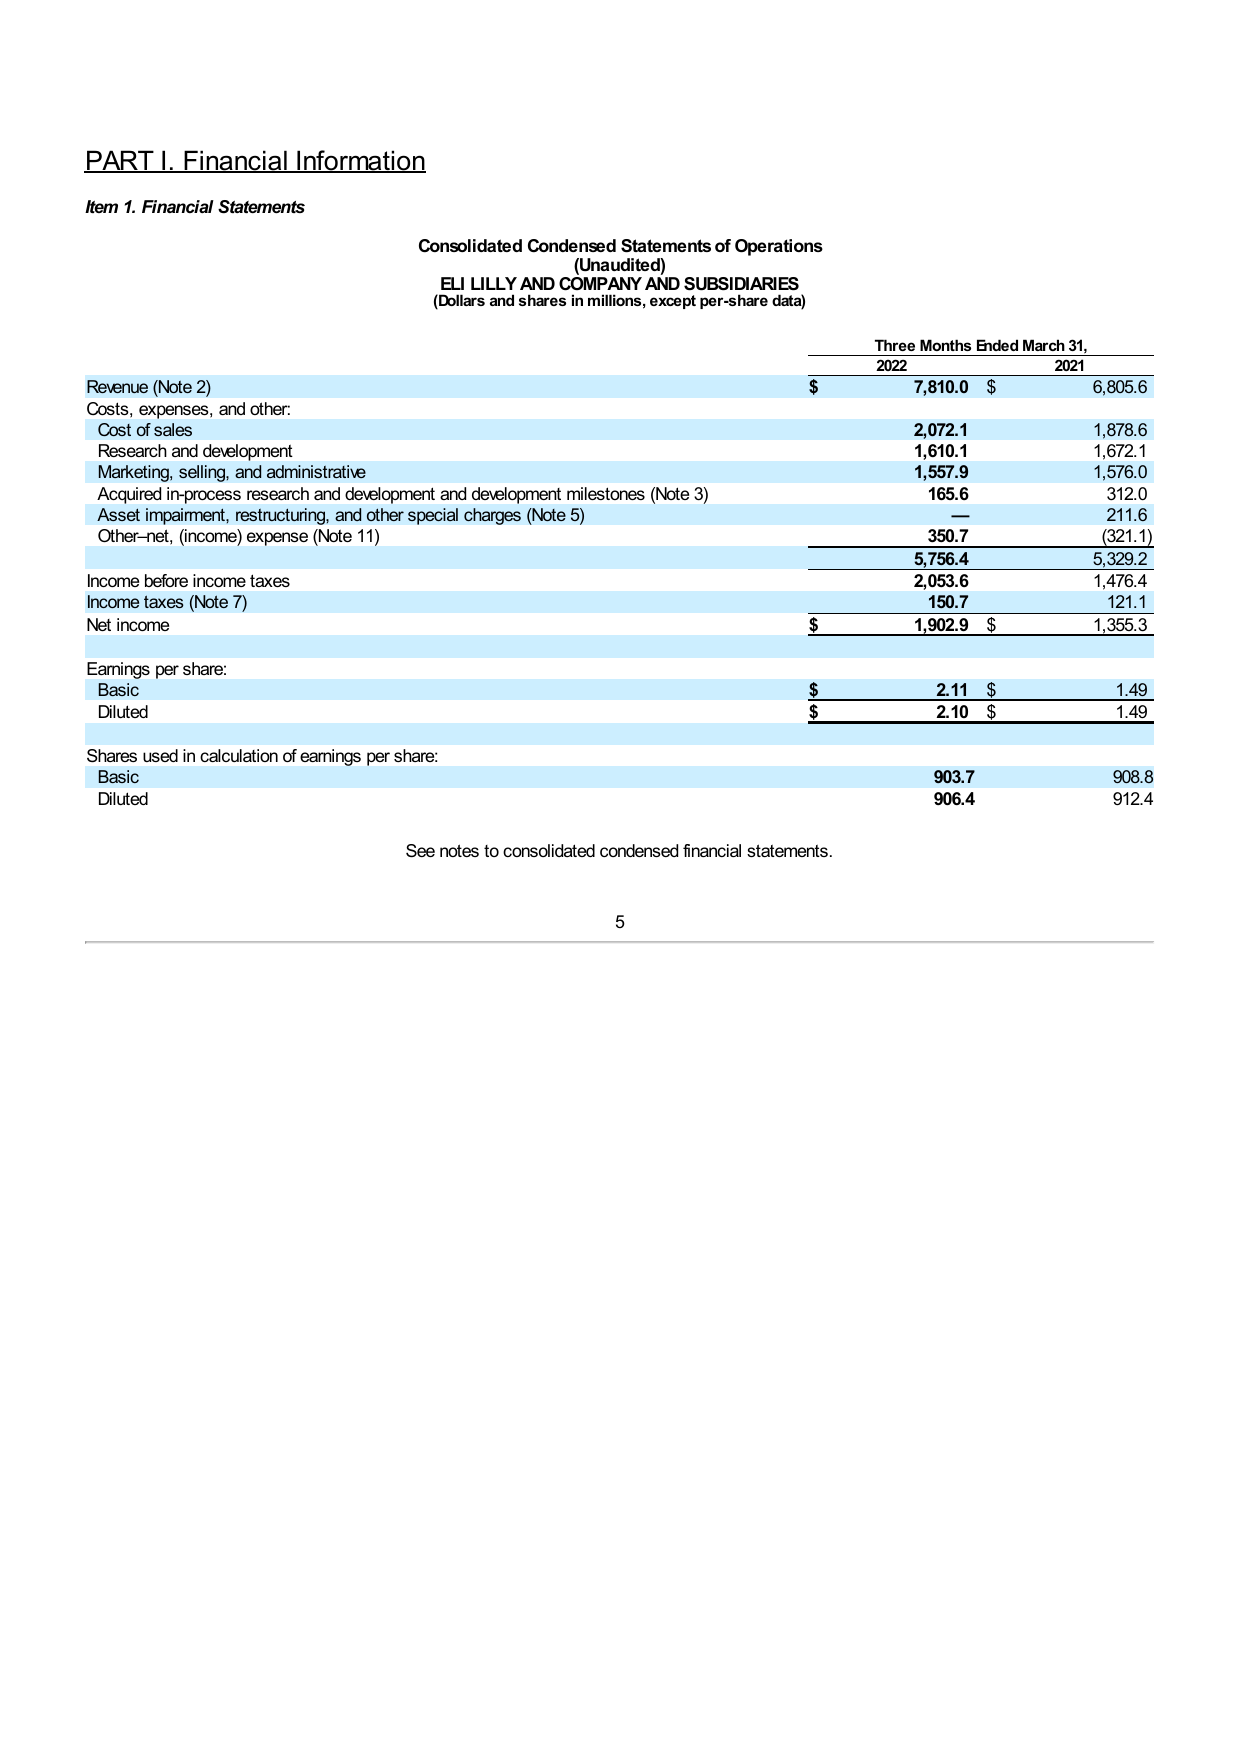 PART I. Financial Information
Item 1. Financial Statements
Consolidated Condensed Statements of Operations
(Unaudited)
ELI LILLY AND COMPANY AND SUBSIDIARIES
(Dollars and shares in millions, except per-share data)
Three Months Ended March 31,
2022 2021
Revenue (Note 2) $ 7,810.0 $ 6,805.6
Costs, expenses, and other:
Cost of sales 2,072.1 1,878.6
Research and development 1,610.1 1,672.1
Marketing, selling, and administrative 1,557.9 1,576.0
Acquired in-process research and development and development milestones (Note 3) 165.6 312.0
Asset impairment, restructuring, and other special charges (Note 5) — 211.6
Other–net, (income) expense (Note 11) 350.7 (321.1)
5,756.4 5,329.2
Income before income taxes 2,053.6 1,476.4
Income taxes (Note 7) 150.7 121.1
Net income $ 1,902.9 $ 1,355.3
Earnings per share:
Basic $ 2.11 $ 1.49
Diluted $ 2.10 $ 1.49
Shares used in calculation of earnings per share:
Basic 903.7 908.8
Diluted 906.4 912.4
See notes to consolidated condensed financial statements.
5